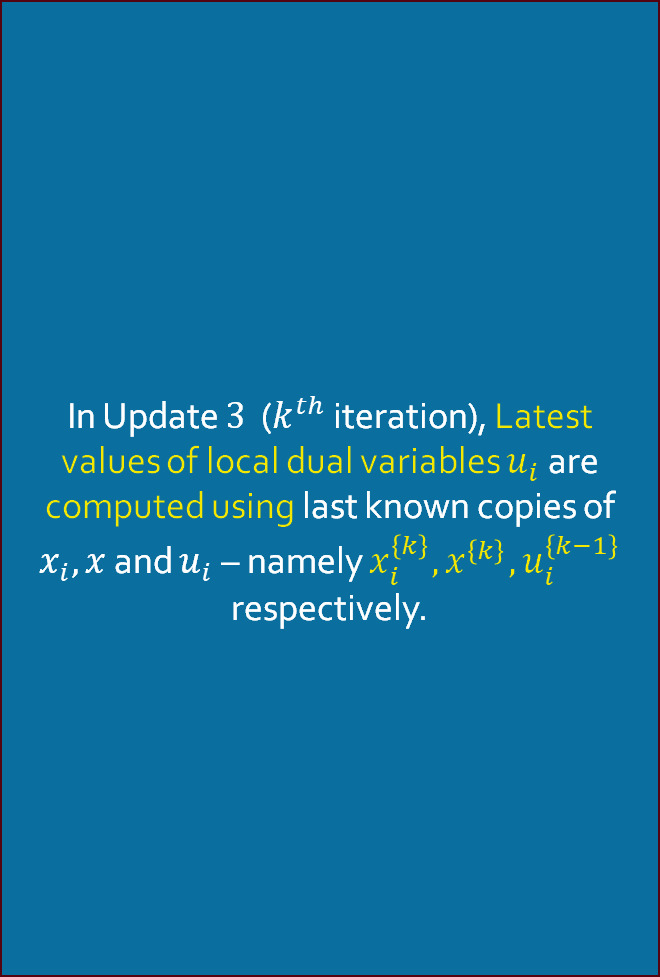 In Update 3 (k^{th} iteration), Latest
values of local dual variables u_i are
computed using last known copies of
x_i, x and u_i – namely x_i^{\{k\}}, x^{\{k\}}, u_i^{\{k−1\}}
respectively.